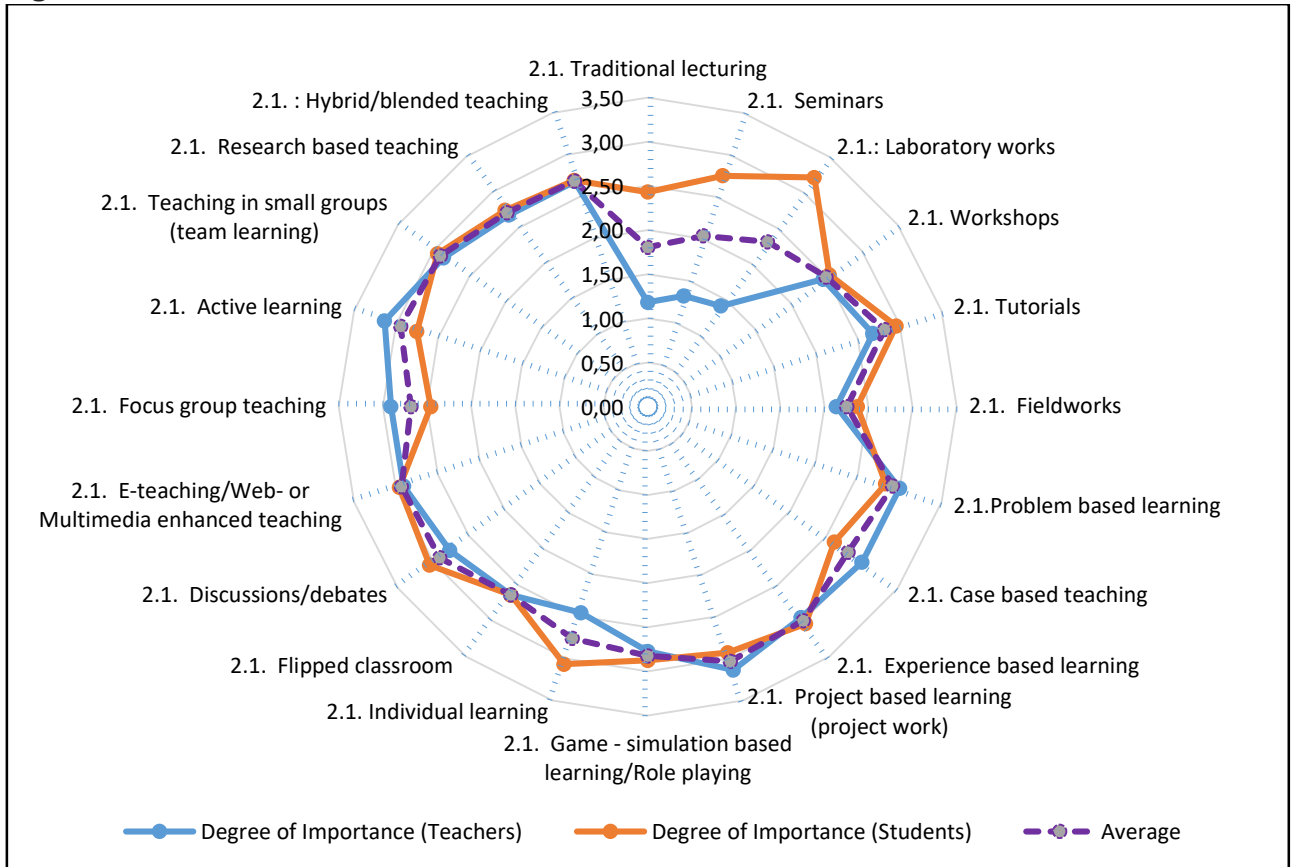 2.1. Traditional lecturing
2.1. : Hybrid/blended teaching
2.1. Seminars
2.1. Research based teaching
2.1.: Laboratory works
2.1. Teaching in small groups
(team learning)
2.1. Workshops
2.1. Active learning
2.1. Tutorials
2.1. Focus group teaching
2.1. Fieldworks
2.1. E-teaching/Web- or
Multimedia enhanced teaching
2.1.Problem based learning
2.1. Discussions/debates
2.1. Case based teaching
2.1. Flipped classroom
2.1. Experience based learning
2.1. Individual learning
2.1. Project based learning
(project work)
2.1. Game - simulation based
learning/Role playing
3,50
3,00
2,50
2,00
1,50
1,00
0,50
0,00
Degree of Importance (Teachers)
Degree of Importance (Students)
Average